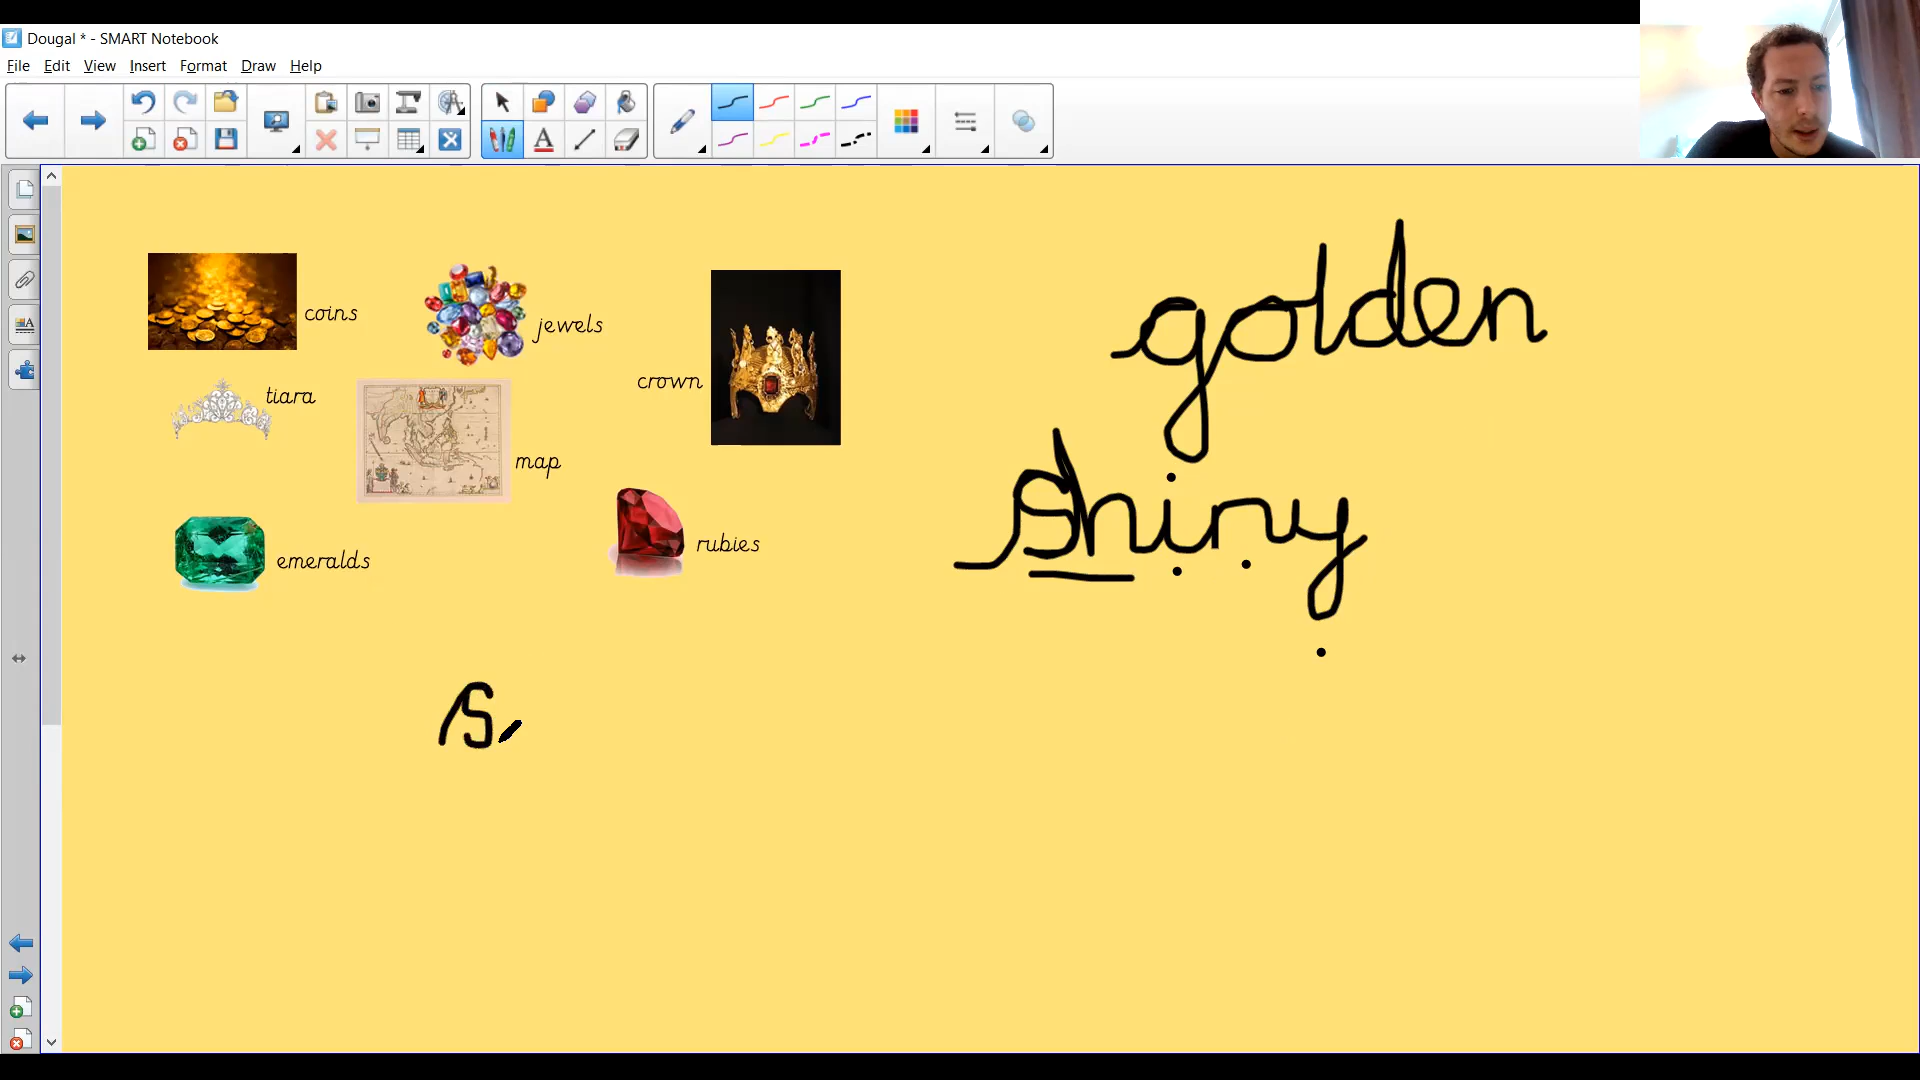 Dougal * - SMART Notebook
File Edit View Insert Format Draw Help
golden
coins
jewels
crown
tiara
map
shiny
emeralds
rubies
s